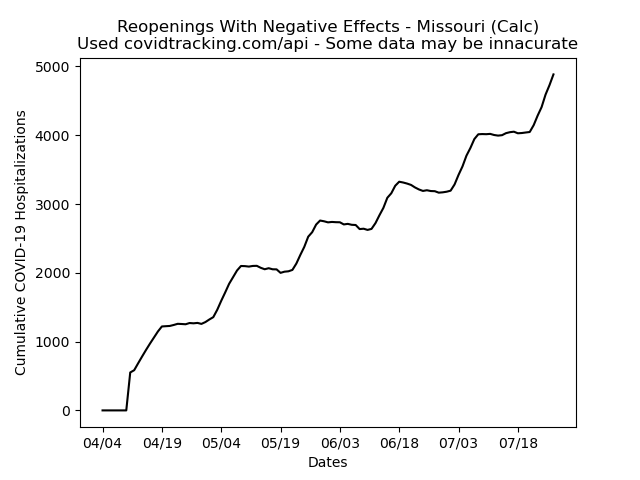 Reopenings With Negative Effects - Missouri (Calc)
Used covidtracking.com/api - Some data may be innacurate
Cumulative COVID-19 Hospitalizations
5000
4000
3000
2000
1000
0
04/04 04/19 05/04 05/19 06/03 06/18 07/03 07/18
Dates